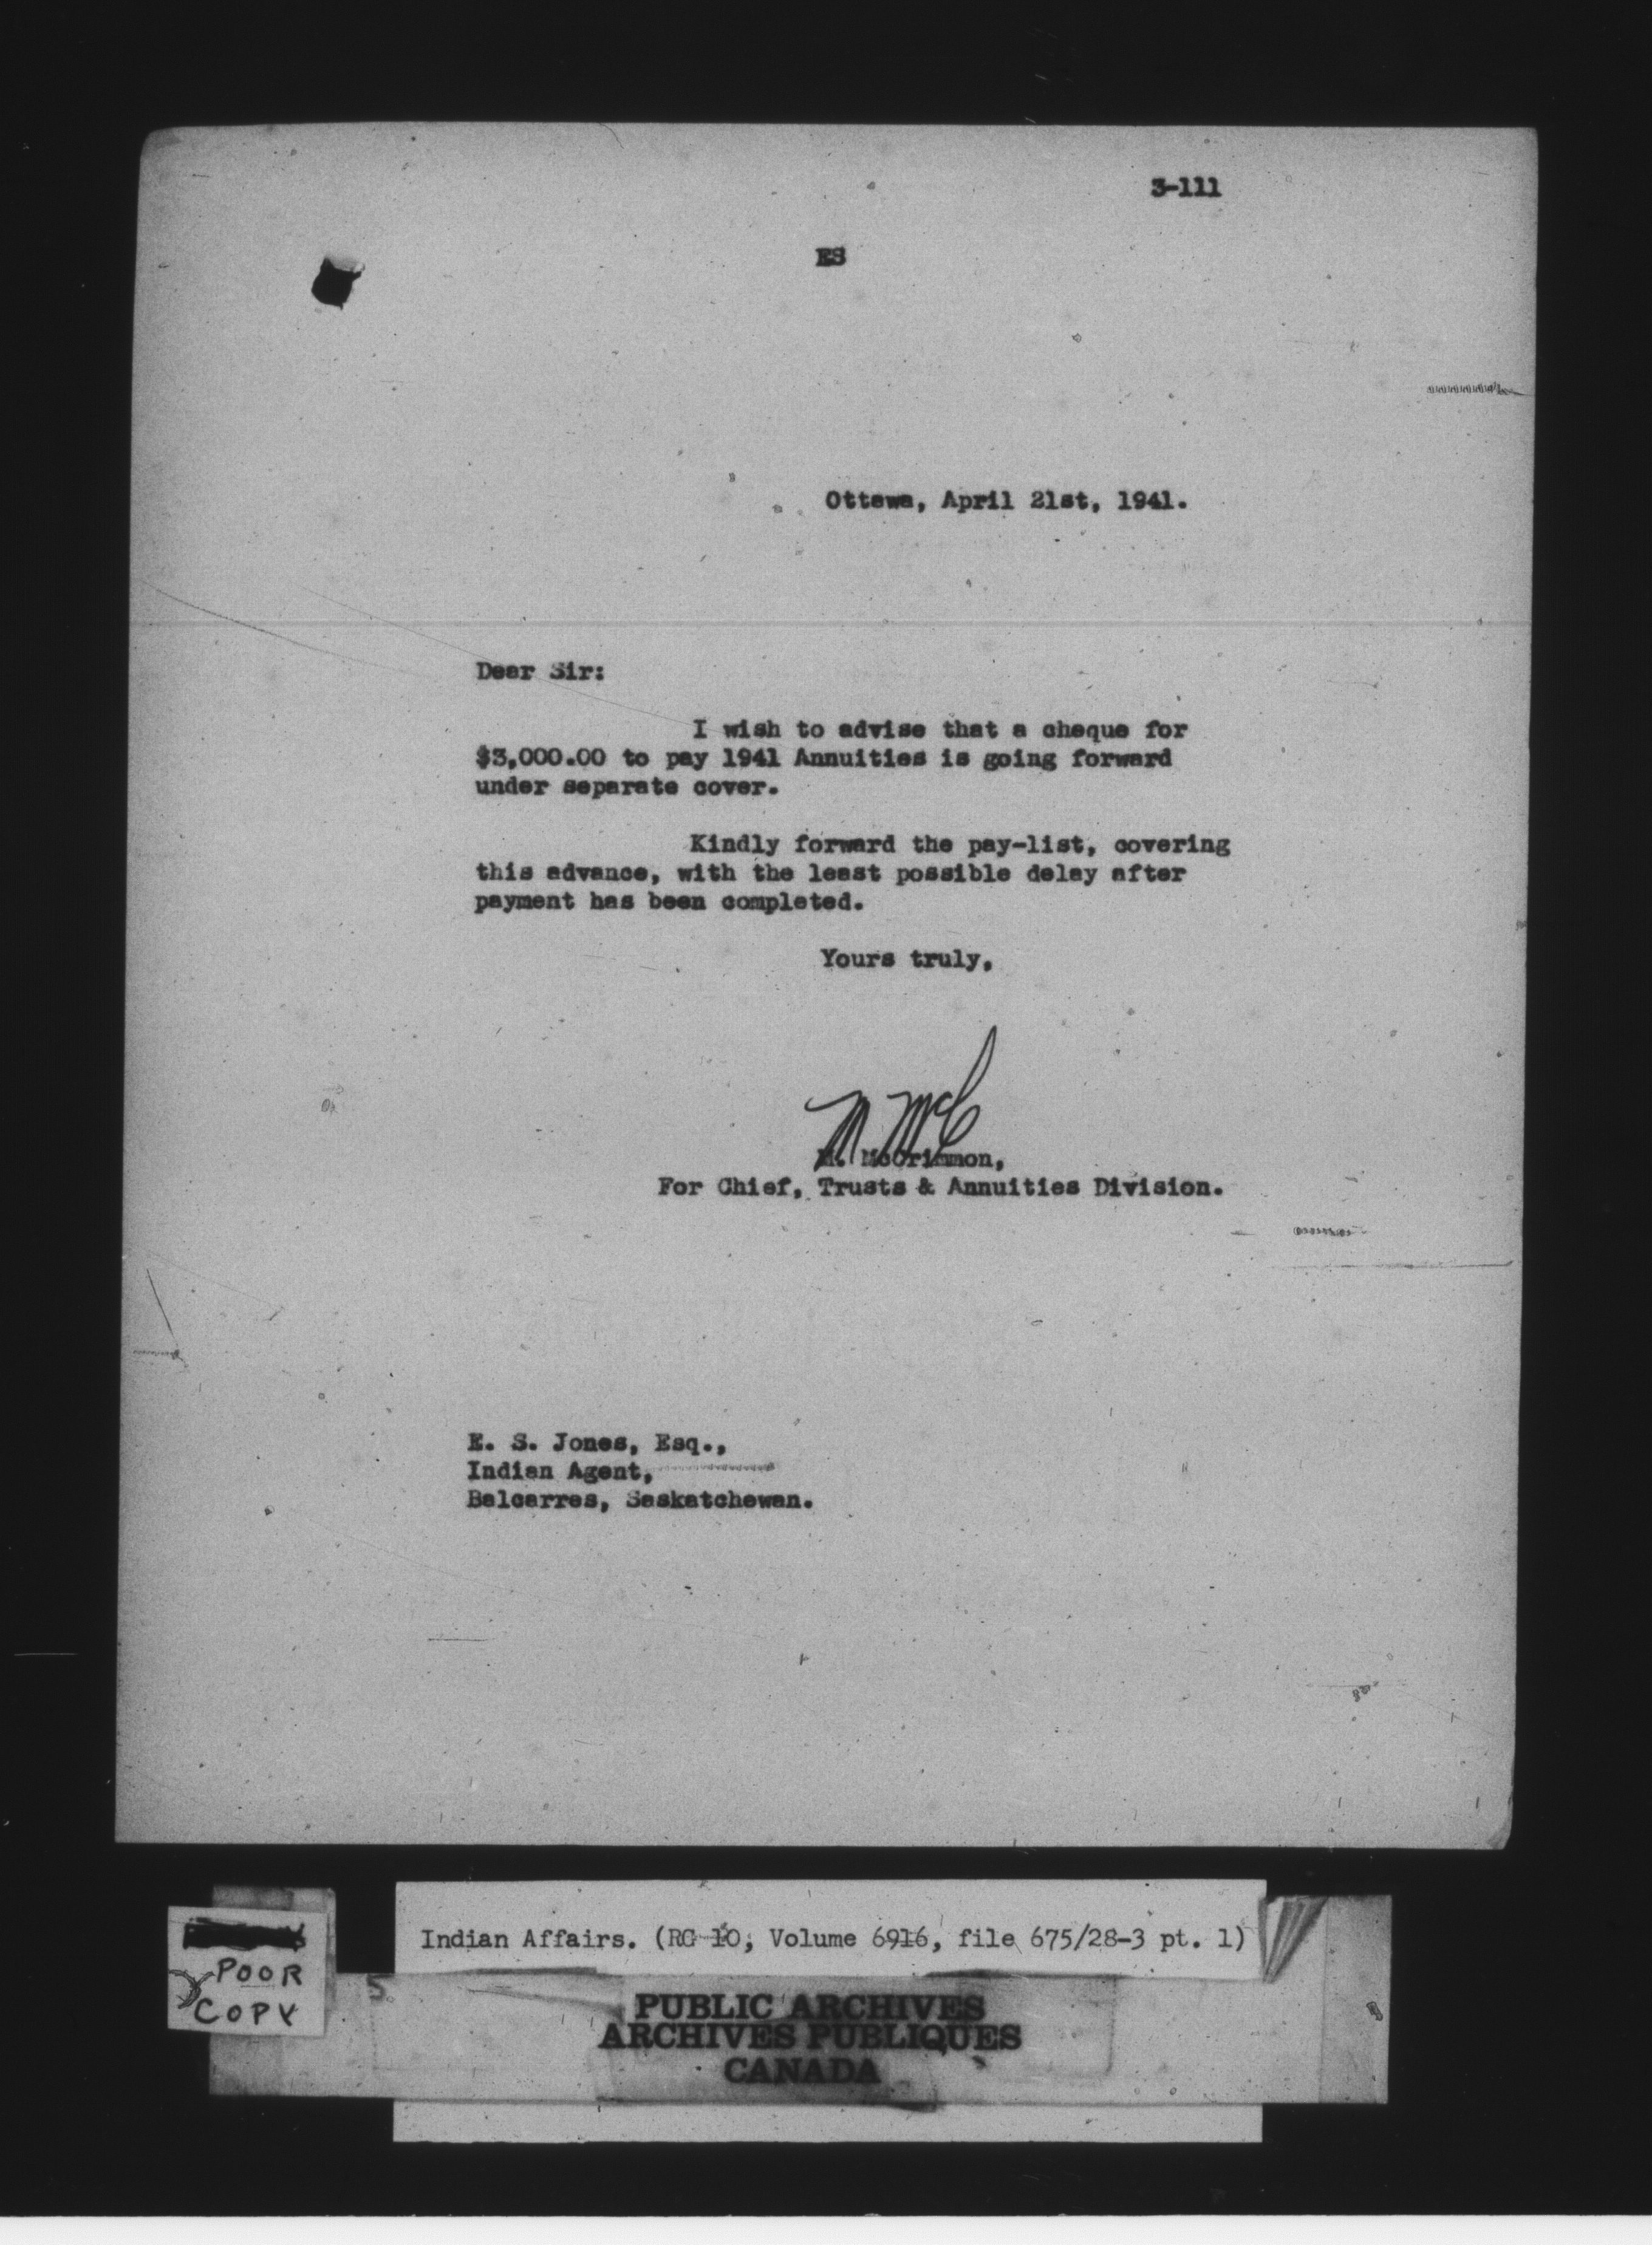 3-111
ES
Ottawa, April 21st, 1941.
Dear Sir:
I wish to advise that a cheque for
$3,000.00 to pay 1941 Annuities is going forward
under separate cover.
Kindly forward the pay-list, covering
this advance, with the least possible delay after
payment has been completed.
Yours truly,
M. McC
M. McCrimmon,
For Chief, Trusts & Annuities Division.
E. S. Jones, Esq.,
Indian Agent,
Balcarres, Saskatchewan.
Indian Affairs. (RG 10, Volume 6916, file 675/28-3 pt. 1)
POOR
COPY
5
PUBLIC ARCHIVES
ARCHIVES PUBLIQUES
CANADA